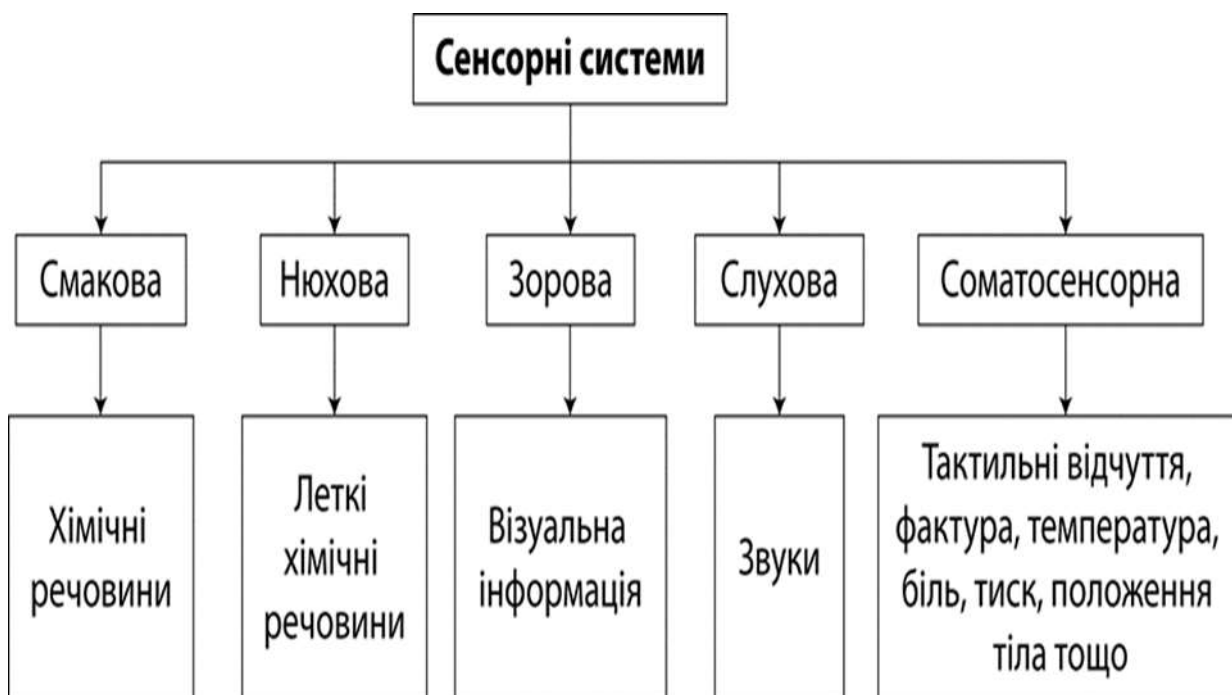 Сенсорні системи
Смакова
Нюхова
Зорова
Слухова
Соматосенсорна
Хімічні
речовини
Леткі
хімічні
речовини
Візуальна
інформація
Звуки
Тактильні відчуття,
фактура, температура,
біль, тиск, положення
тіла тощо